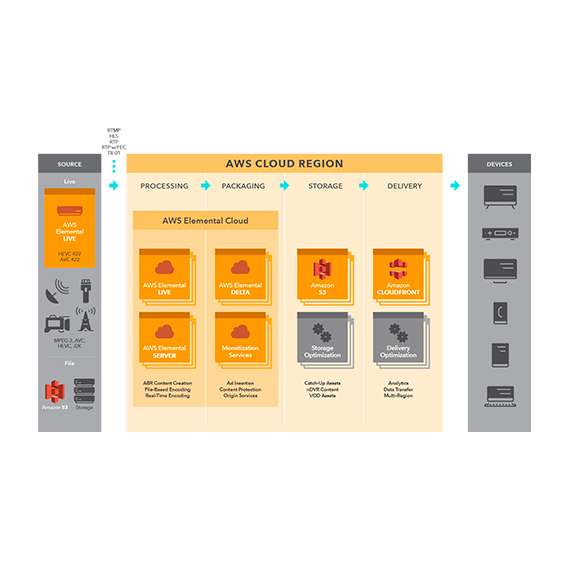 RTMP
HLS
RTP
RTP w/FEC
TR-01
SOURCE
Live
AWS
Elemental
LIVE
HEVC 422
AVC 422
MPEG-2, AVC,
HEVC, J2K
File
Amazon S3
Storage
AWS CLOUD REGION
PROCESSING
PACKAGING
STORAGE
DELIVERY
AWS Elemental Cloud
AWS Elemental
LIVE
AWS Elemental
DELTA
Amazon
S3
Amazon
CLOUDFRONT
AWS Elemental
SERVER
Monetization
Services
Storage
Optimization
Delivery
Optimization
ABR Content Creation
File-Based Encoding
Real-Time Encoding
Ad Insertion
Content Protection
Origin Services
Catch-Up Assets
nDVR Content
VOD Assets
Analytics
Data Transfer
Multi-Region
DEVICES